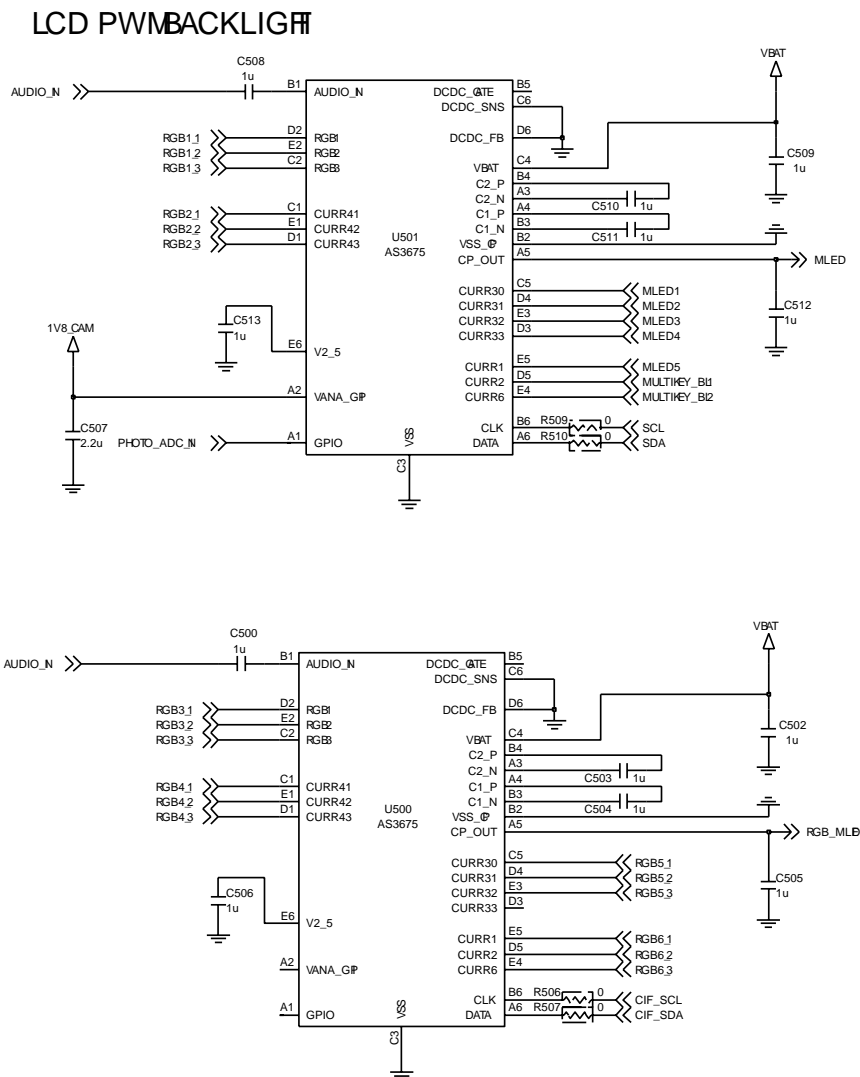 LCD PWMBACKLIGHT
C508
1u
VBAT
AUDIO_IN
B1
AUDIO_IN
DCDC_GATE
B5
DCDC_SNS
C6
RGB1_1
D2
RGB1
DCDC_FB
D6
RGB1_2
E2
RGB2
RGB1_3
C2
RGB3
VBAT
C4
C509
1u
C2_P
B4
C2_N
A3
C510
1u
RGB2_1
C1
CURR41
C1_P
A4
RGB2_2
E1
CURR42
C1_N
B3
C511
1u
RGB2_3
D1
CURR43
U501
AS3675
VSS_CP
B2
CP_OUT
A5
MLED
CURR30
C5
MLED1
CURR31
D4
MLED2
C512
1u
C513
1u
CURR32
E3
MLED3
CURR33
D3
MLED4
1V8_CAM
E6
V2_5
CURR1
E5
MLED5
CURR2
D5
MULTIKEY_BL1
A2
VANA_GPI
CURR6
E4
MULTIKEY_BL2
C507
2.2u
CLK
B6
R509
0
SCL
PHOTO_ADC_IN
A1
GPIO
VSS
C3
DATA
A6
R510
0
SDA
C500
1u
VBAT
AUDIO_IN
B1
AUDIO_IN
DCDC_GATE
B5
DCDC_SNS
C6
RGB3_1
D2
RGB1
DCDC_FB
D6
RGB3_2
E2
RGB2
RGB3_3
C2
RGB3
VBAT
C4
C502
1u
C2_P
B4
C2_N
A3
C503
1u
RGB4_1
C1
CURR41
C1_P
A4
RGB4_2
E1
CURR42
C1_N
B3
C504
1u
RGB4_3
D1
CURR43
U500
AS3675
VSS_CP
B2
CP_OUT
A5
RGB_MLED
CURR30
C5
RGB5_1
CURR31
D4
RGB5_2
C505
1u
C506
1u
CURR32
E3
RGB5_3
CURR33
D3
E6
V2_5
CURR1
E5
RGB6_1
CURR2
D5
RGB6_2
A2
VANA_GPI
CURR6
E4
RGB6_3
CLK
B6
R506
0
CIF_SCL
A1
GPIO
VSS
C3
DATA
A6
R507
0
CIF_SDA